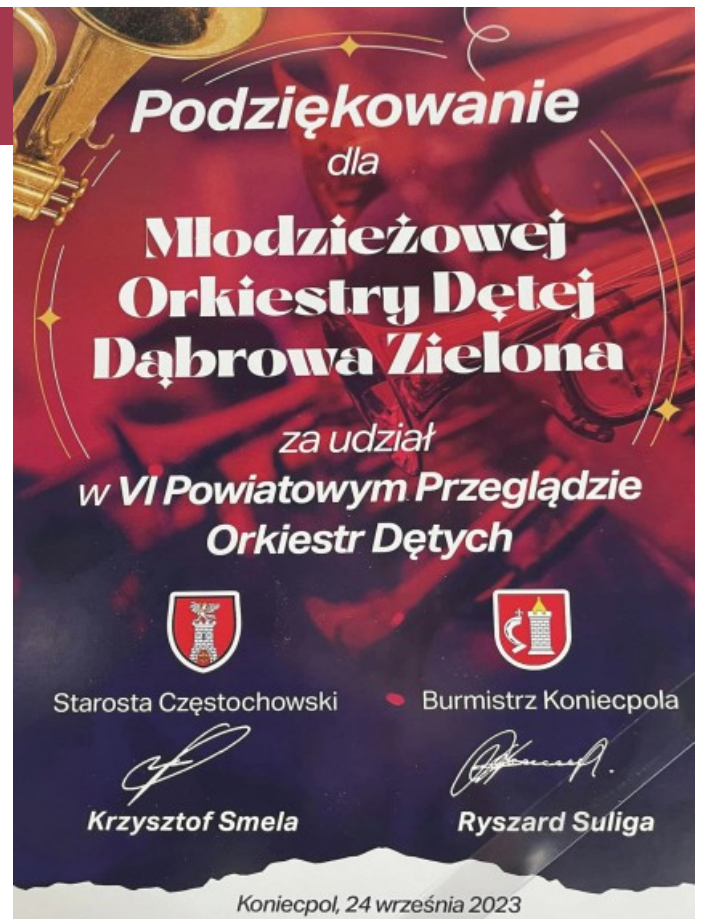 Podziękowanie
dla
Młodzieżowej
Orkiestry Dętej
Dąbrowa Zielona
za udział
w VI Powiatowym Przeglądzie
Orkiestr Dętych
Starosta Częstochowski
Krzysztof Smela
Burmistrz Koniecpola
Ryszard Suliga
Koniecpol, 24 września 2023